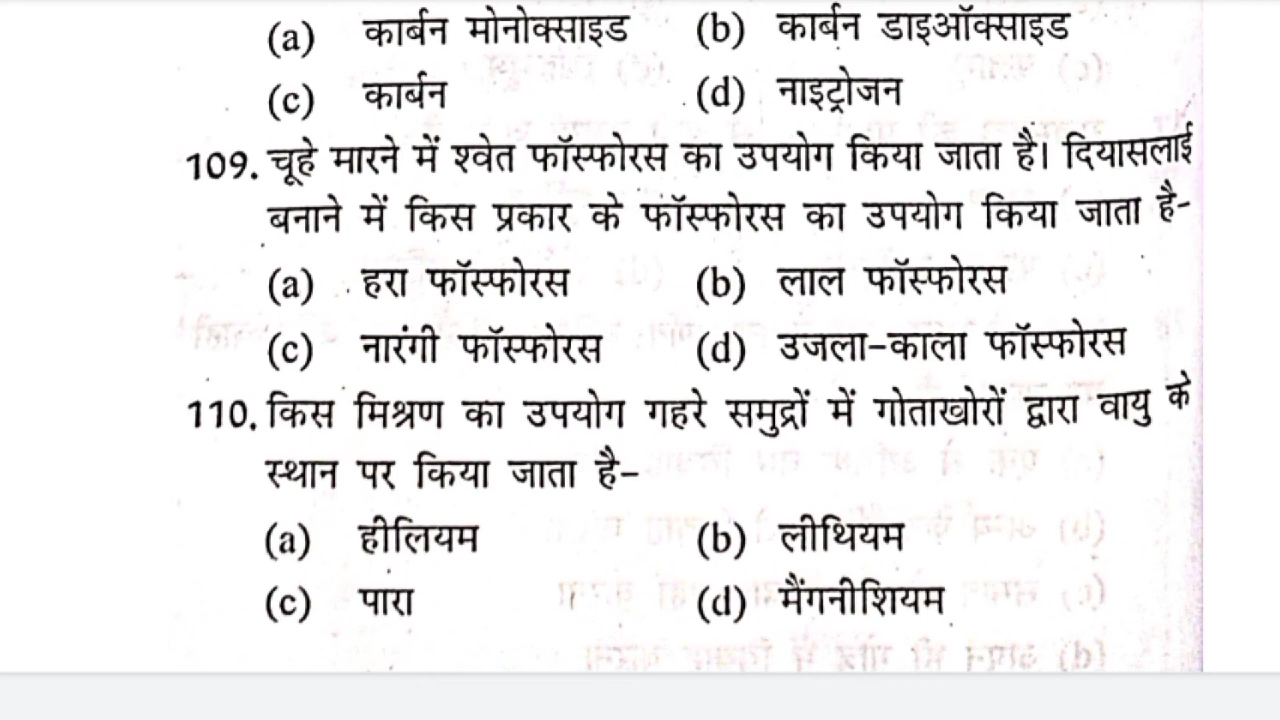 (a) कार्बन मोनोक्साइड (b) कार्बन डाइऑक्साइड
(c) कार्बन (d) नाइट्रोजन
109. चूहे मारने में श्वेत फॉस्फोरस का उपयोग किया जाता है। दियासलाई
बनाने में किस प्रकार के फॉस्फोरस का उपयोग किया जाता है-
(a) हरा फॉस्फोरस (b) लाल फॉस्फोरस
(c) नारंगी फॉस्फोरस (d) उजला-काला फॉस्फोरस
110. किस मिश्रण का उपयोग गहरे समुद्रों में गोताखोरों द्वारा वायु के
स्थान पर किया जाता है-
(a) हीलियम (b) लीथियम
(c) पारा (d) मैंगनीशियम